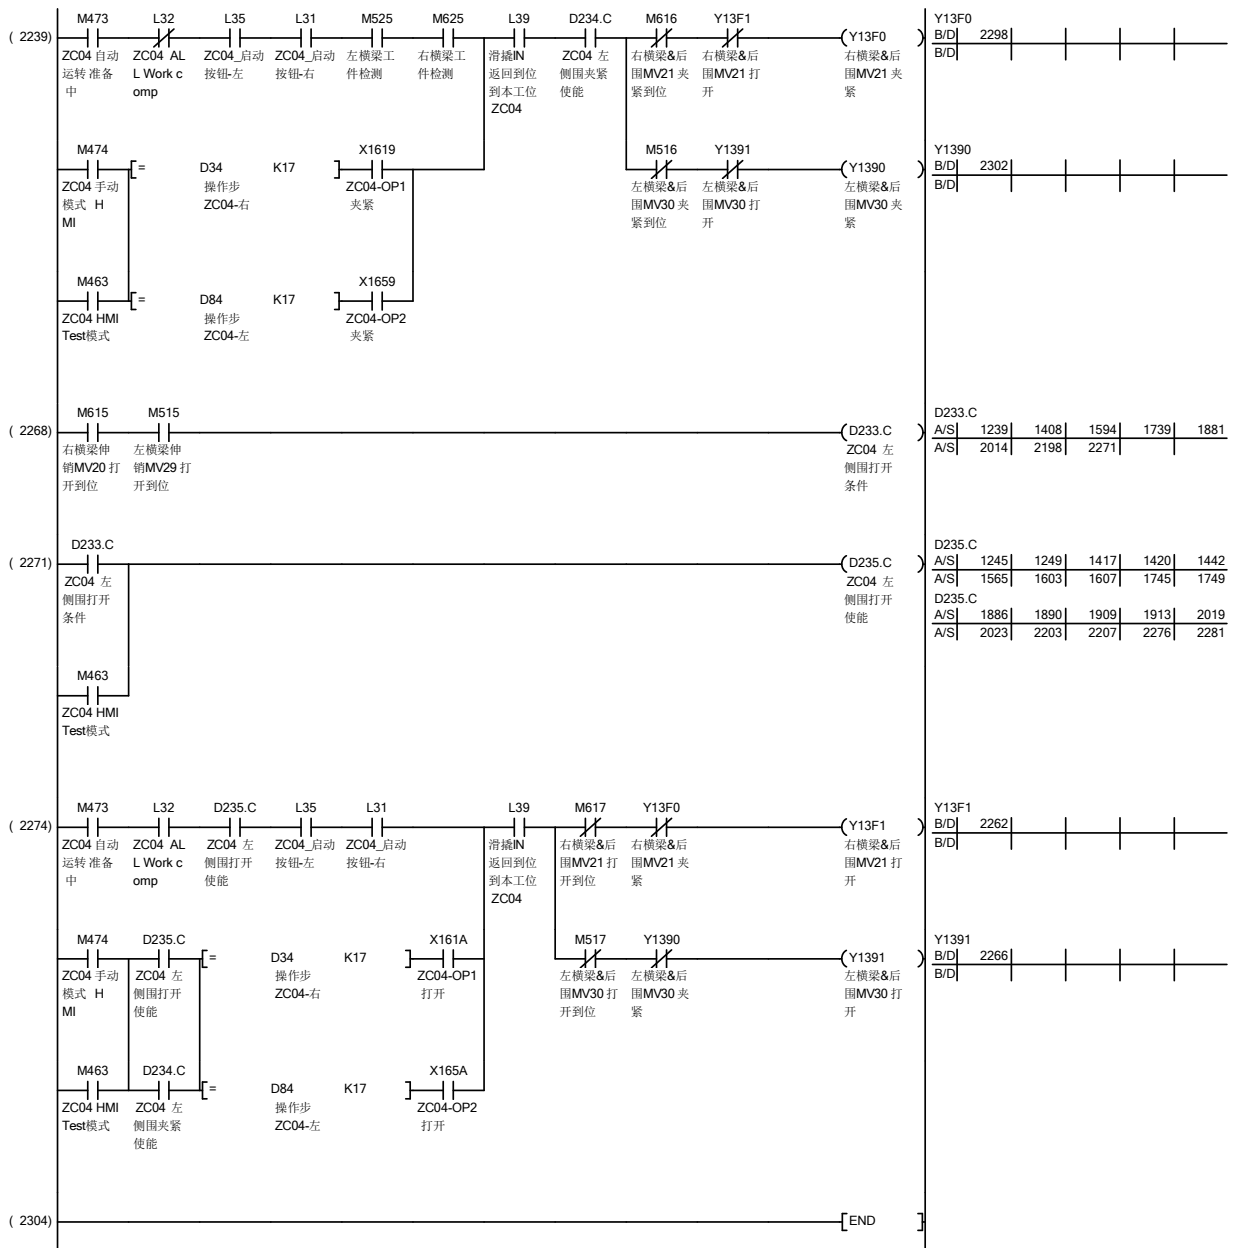 M473 L32 L35 L31 M525 M625 L39 D234.C M616 Y13F1 Y13F0
( 2239) (Y13F0 ) B/D 2298
B/D
ZC04 自动 ZC04 AL ZC04_启动 ZC04_启动 左横梁工 右横梁工 滑撬IN ZC04 左 右横梁&后 右横梁&后 右横梁&后
运转 准备 L Work c 按钮-左 按钮-右 件检测 件检测 返回到位 侧围夹紧 围MV21 夹 围MV21 打 围MV21 夹
中 omp 到本工位 使能 紧到位 开 紧
ZC04
M474 X1619 M516 Y1391 Y1390
[= D34 K17 ] (Y1390 ) B/D 2302
B/D
ZC04 手动 操作步 ZC04-OP1 左横梁&后 左横梁&后 左横梁&后
模式 H ZC04-右 夹紧 围MV30 夹 围MV30 打 围MV30 夹
MI 紧到位 开 紧
M463 X1659
[= D84 K17 ]
ZC04 HMI 操作步 ZC04-OP2
Test模式 ZC04-左 夹紧
M615 M515 D233.C
( 2268) (D233.C ) A/S 1239 1408 1594 1739 1881
A/S 2014 2198 2271
右横梁伸 左横梁伸 ZC04 左
销MV20 打 销MV29 打 侧围打开
开到位 开到位 条件
D233.C D235.C
( 2271) (D235.C ) A/S 1245 1249 1417 1420 1442
A/S 1565 1603 1607 1745 1749
ZC04 左 ZC04 左
侧围打开 侧围打开 D235.C
条件 使能 A/S 1886 1890 1909 1913 2019
A/S 2023 2203 2207 2276 2281
M463
ZC04 HMI
Test模式
M473 L32 D235.C L35 L31 L39 M617 Y13F0 Y13F1
( 2274) (Y13F1 ) B/D 2262
B/D
ZC04 自动 ZC04 AL ZC04 左 ZC04_启动 ZC04_启动 滑撬IN 右横梁&后 右横梁&后 右横梁&后
运转 准备 L Work c 侧围打开 按钮-左 按钮-右 返回到位 围MV21 打 围MV21 夹 围MV21 打
中 omp 使能 到本工位 开到位 紧 开
ZC04
M474 D235.C X161A M517 Y1390 Y1391
[= D34 K17 ] (Y1391 ) B/D 2266
B/D
ZC04 手动 ZC04 左 操作步 ZC04-OP1 左横梁&后 左横梁&后 左横梁&后
模式 H 侧围打开 ZC04-右 打开 围MV30 打 围MV30 夹 围MV30 打
MI 使能 开到位 紧 开
M463 D234.C X165A
[= D84 K17 ]
ZC04 HMI ZC04 左 操作步 ZC04-OP2
Test模式 侧围夹紧 ZC04-左 打开
使能
( 2304) [END ]